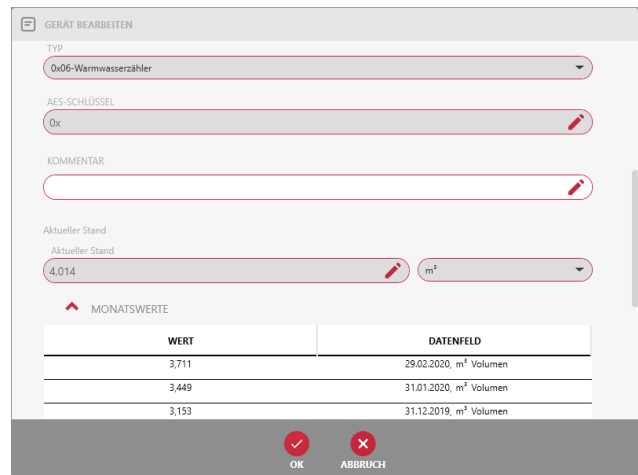 GERÄT BEARBEITEN
TYP
0x06-Warmwasserzähler
AES-SCHLÜSSEL
0x
KOMMENTAR
Aktueller Stand
Aktueller Stand
4,014 m³
MONATSWERTE
WERT DATENFELD
3,711 29.02.2020, m³ Volumen
3,449 31.01.2020, m³ Volumen
3,153 31.12.2019, m³ Volumen
OK ABBRUCH